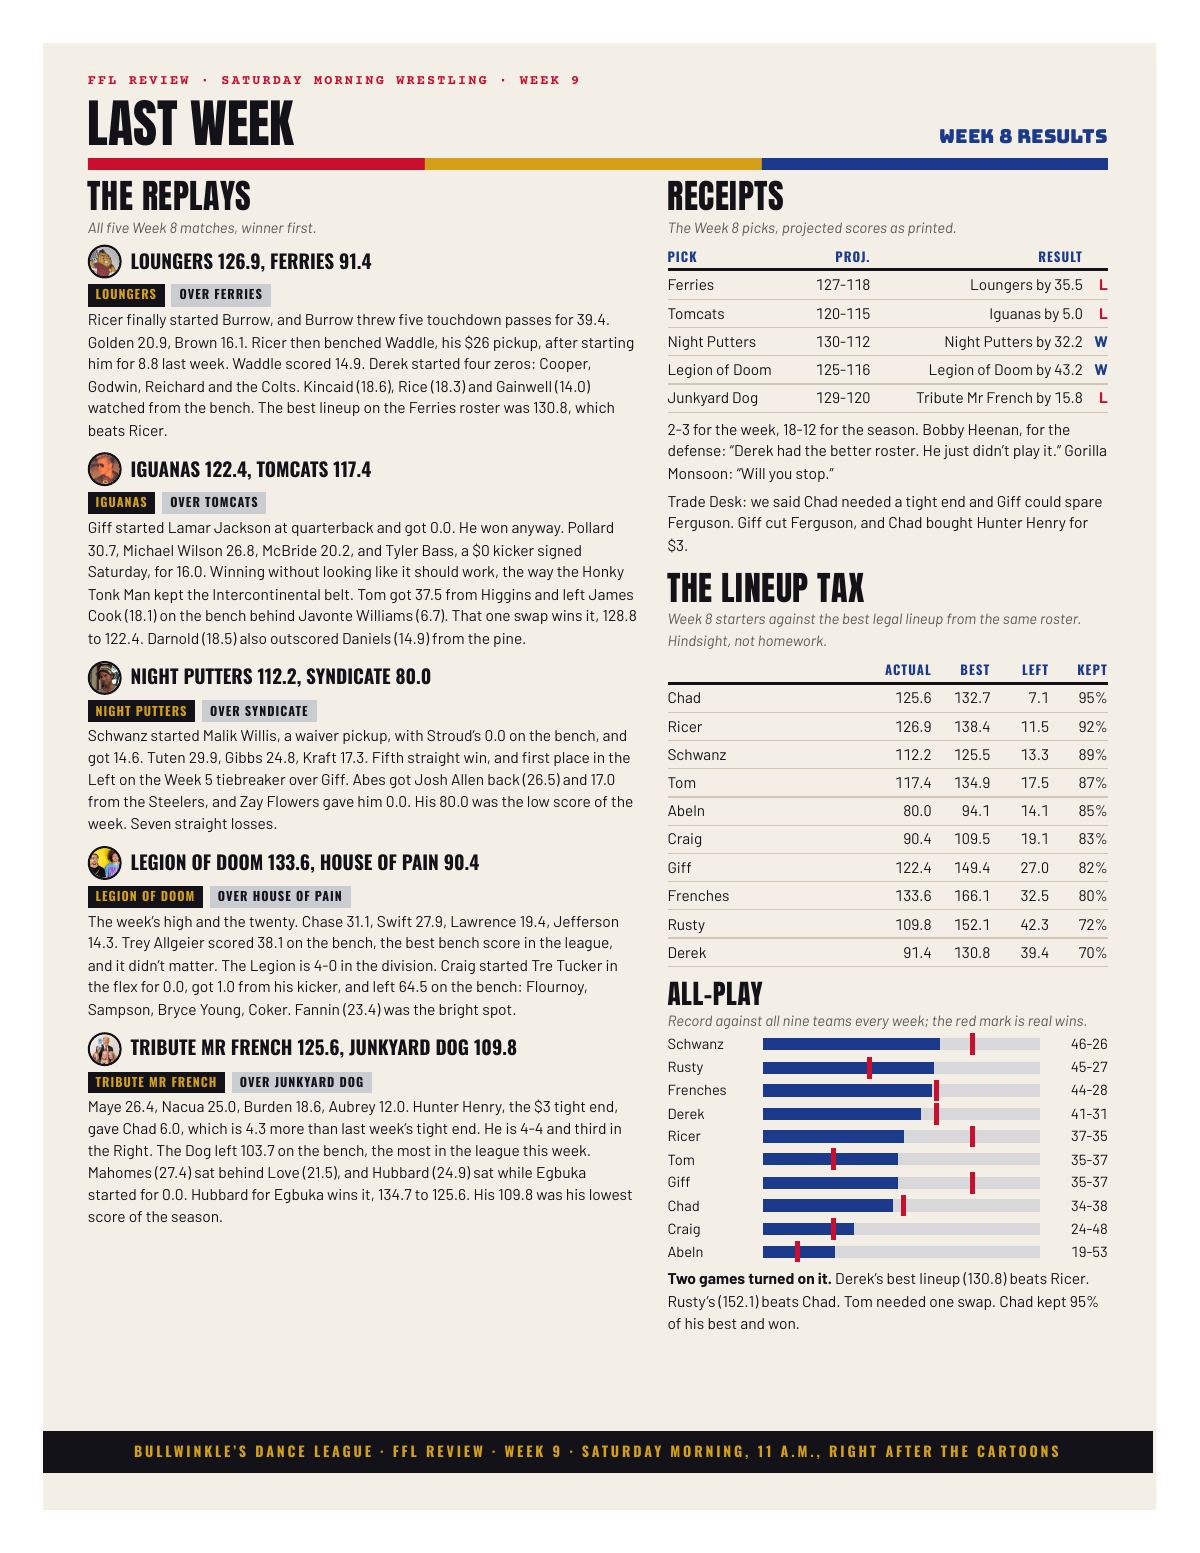 FFL REVIEW · SATURDAY MORNING WRESTLING · WEEK 9
LAST WEEK
WEEK 8 RESULTS
THE REPLAYS
All five Week 8 matches, winner first.
LOUNGERS 126.9, FERRIES 91.4
LOUNGERS OVER FERRIES
Ricer finally started Burrow, and Burrow threw five touchdown passes for 39.4.
Golden 20.9, Brown 16.1. Ricer then benched Waddle, his $26 pickup, after starting
him for 8.8 last week. Waddle scored 14.9. Derek started four zeros: Cooper,
Godwin, Reichard and the Colts. Kincaid (18.6), Rice (18.3) and Gainwell (14.0)
watched from the bench. The best lineup on the Ferries roster was 130.8, which
beats Ricer.
IGUANAS 122.4, TOMCATS 117.4
IGUANAS OVER TOMCATS
Giff started Lamar Jackson at quarterback and got 0.0. He won anyway. Pollard
30.7, Michael Wilson 26.8, McBride 20.2, and Tyler Bass, a $0 kicker signed
Saturday, for 16.0. Winning without looking like it should work, the way the Honky
Tonk Man kept the Intercontinental belt. Tom got 37.5 from Higgins and left James
Cook (18.1) on the bench behind Javonte Williams (6.7). That one swap wins it, 128.8
to 122.4. Darnold (18.5) also outscored Daniels (14.9) from the pine.
NIGHT PUTTERS 112.2, SYNDICATE 80.0
NIGHT PUTTERS OVER SYNDICATE
Schwanz started Malik Willis, a waiver pickup, with Stroud's 0.0 on the bench, and
got 14.6. Tuten 29.9, Gibbs 24.8, Kraft 17.3. Fifth straight win, and first place in the
Left on the Week 5 tiebreaker over Giff. Abes got Josh Allen back (26.5) and 17.0
from the Steelers, and Zay Flowers gave him 0.0. His 80.0 was the low score of the
week. Seven straight losses.
LEGION OF DOOM 133.6, HOUSE OF PAIN 90.4
LEGION OF DOOM OVER HOUSE OF PAIN
The week's high and the twenty. Chase 31.1, Swift 27.9, Lawrence 19.4, Jefferson
14.3. Trey Allgeier scored 38.1 on the bench, the best bench score in the league,
and it didn't matter. The Legion is 4-0 in the division. Craig started Tre Tucker in
the flex for 0.0, got 1.0 from his kicker, and left 64.5 on the bench: Flournoy,
Sampson, Bryce Young, Coker. Fannin (23.4) was the bright spot.
TRIBUTE MR FRENCH 125.6, JUNKYARD DOG 109.8
TRIBUTE MR FRENCH OVER JUNKYARD DOG
Maye 26.4, Nacua 25.0, Burden 18.6, Aubrey 12.0. Hunter Henry, the $3 tight end,
gave Chad 6.0, which is 4.3 more than last week's tight end. He is 4-4 and third in
the Right. The Dog left 103.7 on the bench, the most in the league this week.
Mahomes (27.4) sat behind Love (21.5), and Hubbard (24.9) sat while Egbuka
started for 0.0. Hubbard for Egbuka wins it, 134.7 to 125.6. His 109.8 was his lowest
score of the season.
RECEIPTS
The Week 8 picks, projected scores as printed.
PICK PROJ. RESULT
Ferries 127-118 Loungers by 35.5 L
Tomcats 120-115 Iguanas by 5.0 L
Night Putters 130-112 Night Putters by 32.2 W
Legion of Doom 125-116 Legion of Doom by 43.2 W
Junkyard Dog 129-120 Tribute Mr French by 15.8 L
2-3 for the week, 18-12 for the season. Bobby Heenan, for the
defense: "Derek had the better roster. He just didn't play it." Gorilla
Monsoon: "Will you stop."
Trade Desk: we said Chad needed a tight end and Giff could spare
Ferguson. Giff cut Ferguson, and Chad bought Hunter Henry for
$3.
THE LINEUP TAX
Week 8 starters against the best legal lineup from the same roster.
Hindsight, not homework.
ACTUAL BEST LEFT KEPT
Chad 125.6 132.7 7.1 95%
Ricer 126.9 138.4 11.5 92%
Schwanz 112.2 125.5 13.3 89%
Tom 117.4 134.9 17.5 87%
Abeln 80.0 94.1 14.1 85%
Craig 90.4 109.5 19.1 83%
Giff 122.4 149.4 27.0 82%
Frenches 133.6 166.1 32.5 80%
Rusty 109.8 152.1 42.3 72%
Derek 91.4 130.8 39.4 70%
ALL-PLAY
Record against all nine teams every week; the red mark is real wins.
Schwanz 46-26
Rusty 45-27
Frenches 44-28
Derek 41-31
Ricer 37-35
Tom 35-37
Giff 35-37
Chad 34-38
Craig 24-48
Abeln 19-53
Two games turned on it. Derek's best lineup (130.8) beats Ricer.
Rusty's (152.1) beats Chad. Tom needed one swap. Chad kept 95%
of his best and won.
BULLWINKLE'S DANCE LEAGUE · FFL REVIEW · WEEK 9 · SATURDAY MORNING, 11 A.M., RIGHT AFTER THE CARTOONS